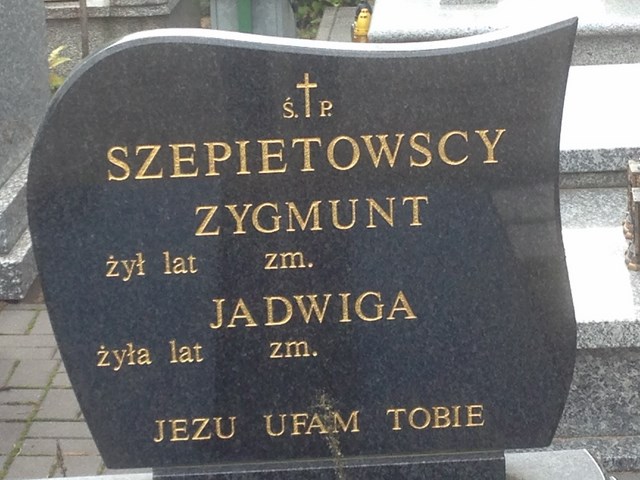 Ś.P.
SZEPIETOWSCY
ZYGMUNT
żył lat zm.
JADWIGA
żyła lat zm.
JEZU UFAM TOBIE